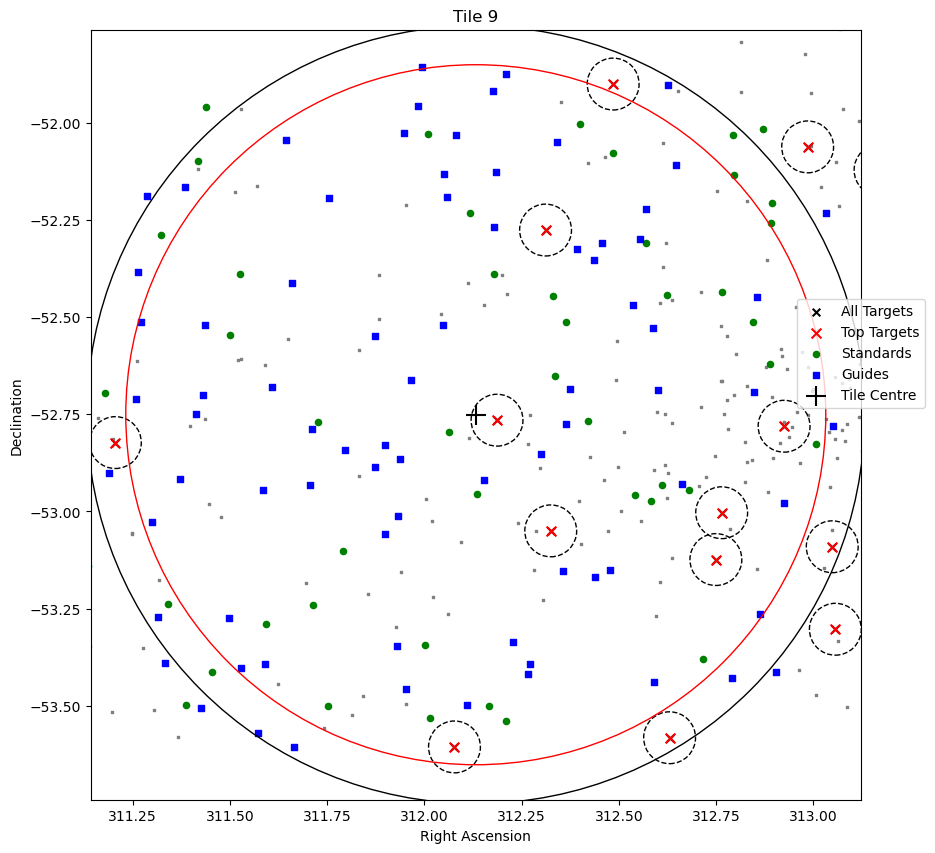 Tile 9
−52.00
−52.25
−52.50
−52.75
−53.00
−53.25
−53.50
Declination
All Targets
Top Targets
Standards
Guides
Tile Centre
311.25
311.50
311.75
312.00
312.25
312.50
312.75
313.00
Right Ascension